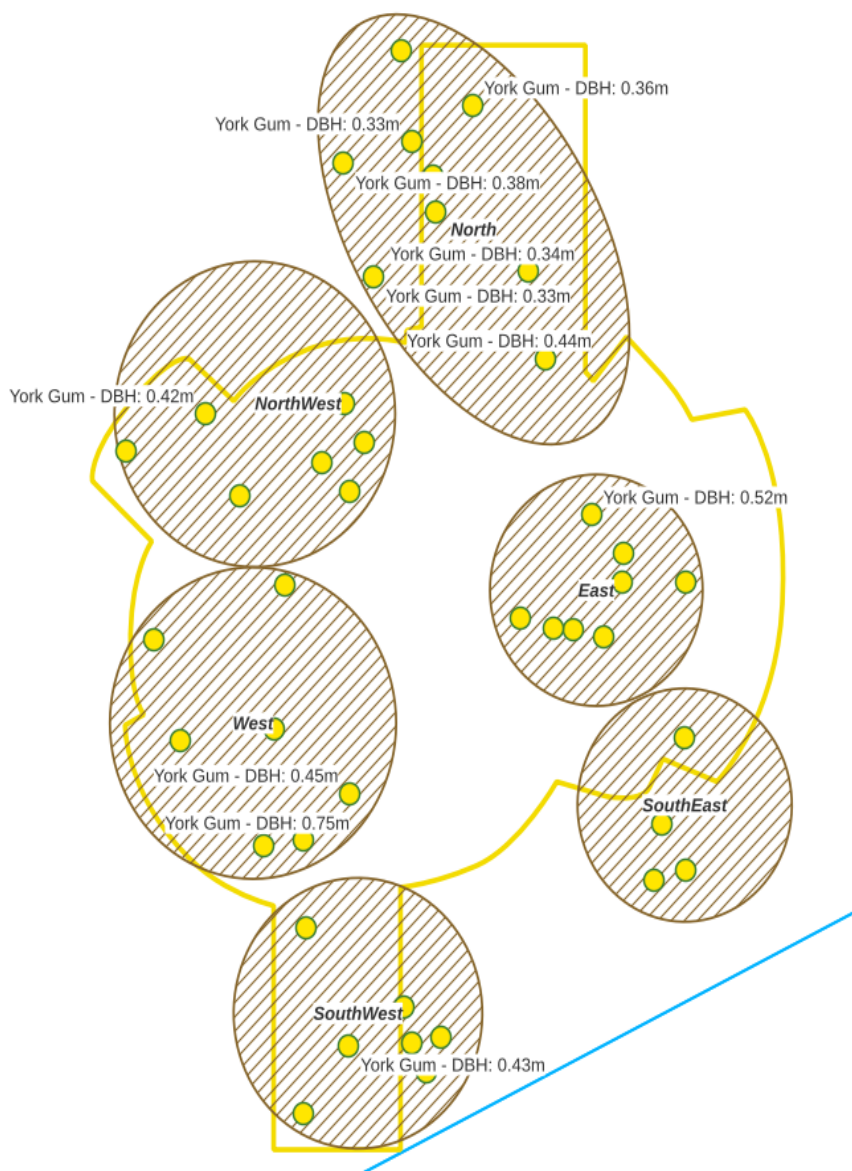 York Gum - DBH: 0.36m
York Gum - DBH: 0.33m
York Gum - DBH: 0.38m
North
York Gum - DBH: 0.34m
York Gum - DBH: 0.33m
York Gum - DBH: 0.44m
York Gum - DBH: 0.42m
NorthWest
York Gum - DBH: 0.52m
East
West
York Gum - DBH: 0.45m
SouthEast
York Gum - DBH: 0.75m
SouthWest
York Gum - DBH: 0.43m